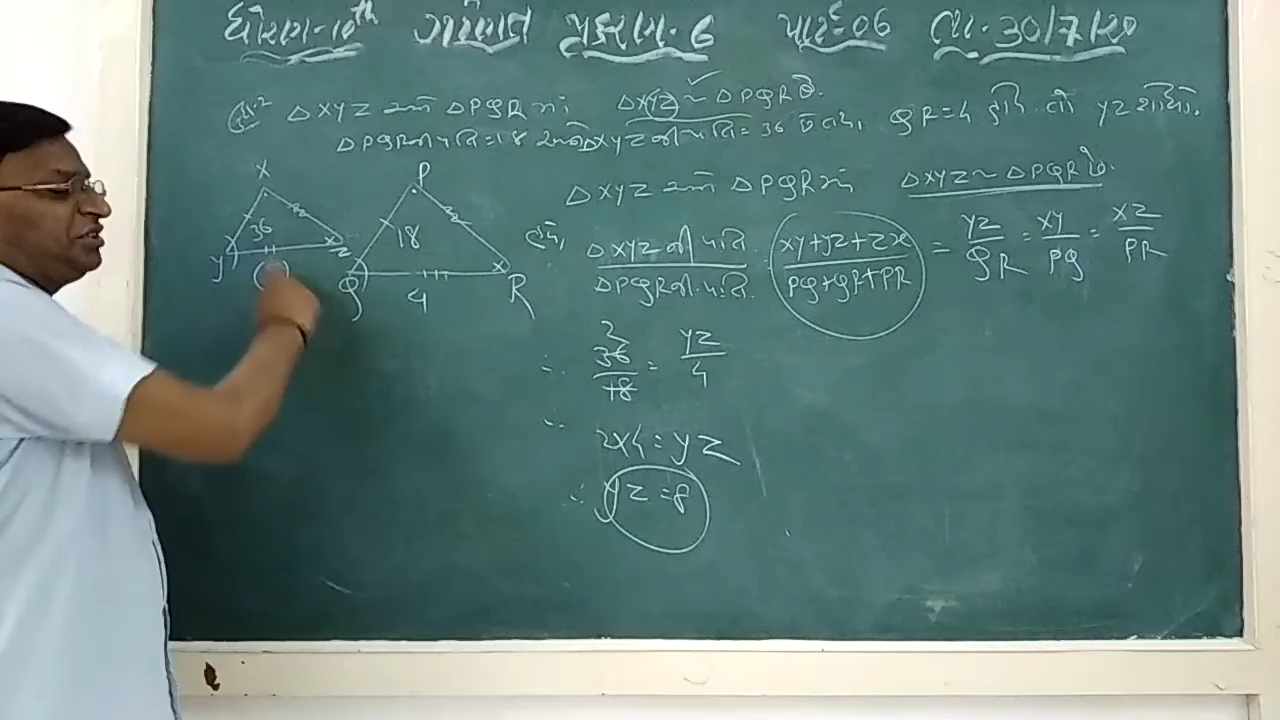 ધોરણ-10th ગણિત પ્રકરણ-6 પાર્ટ-06 તા.30/7/20
△XYZ અને △PQR માં △XYZ ~ △PQR છે.
△PQR ની પરિમિતિ = 18 અને △XYZ ની પરિમિતિ = 36 QR = 4 હોય તો YZ શોધો.
△XYZ અને △PQR માં △XYZ ~ △PQR છે.
X
36
Y
Z
P
18
Q
4
R
હવે, △XYZ ની પરિ. / △PQR ની પરિ. XY+YZ+ZX / PQ+QR+PR = YZ / QR = XY / PQ = XZ / PR
2
∴ 36 / 18 = YZ / 4
∴ 2×4 = YZ
∴ YZ = 8